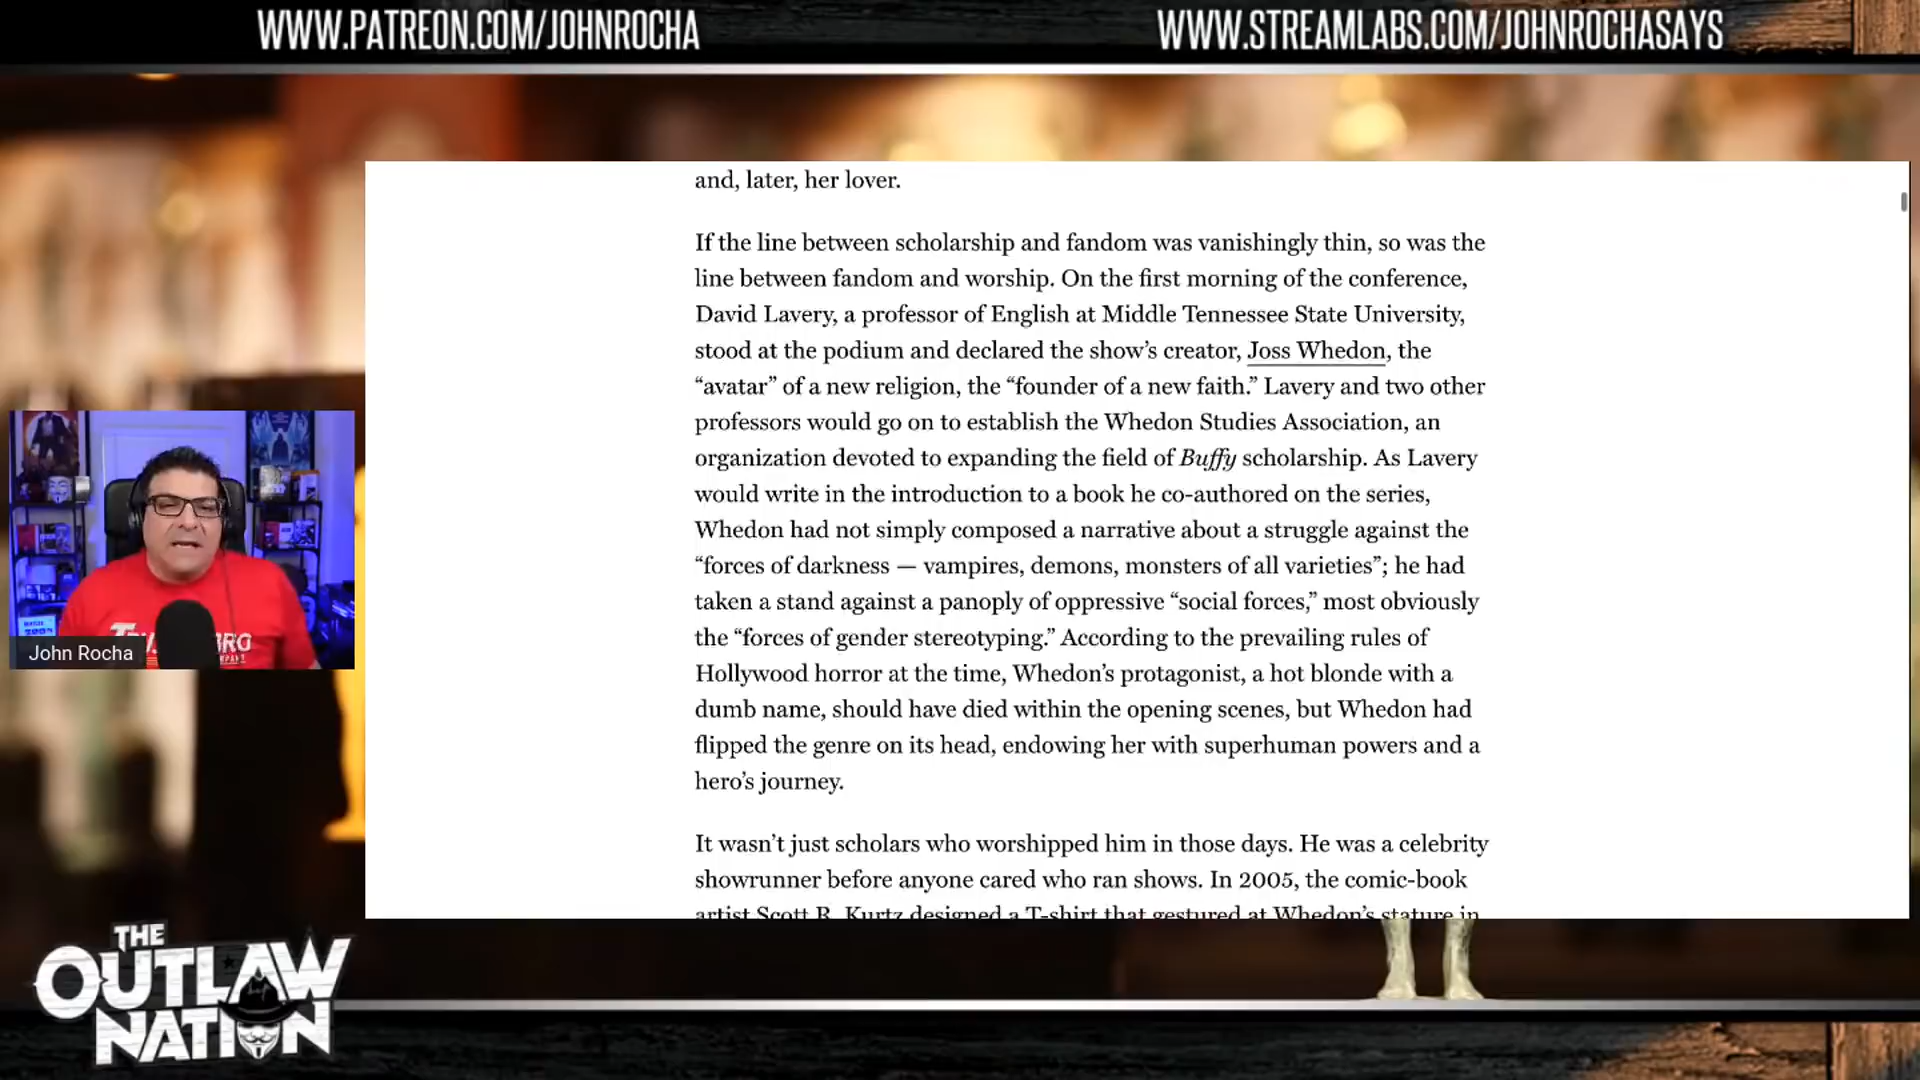 WWW.PATREON.COM/JOHNROCHA
WWW.STREAMLABS.COM/JOHNROCHASAYS
and, later, her lover.
If the line between scholarship and fandom was vanishingly thin, so was the
line between fandom and worship. On the first morning of the conference,
David Lavery, a professor of English at Middle Tennessee State University,
stood at the podium and declared the show’s creator, Joss Whedon, the
“avatar” of a new religion, the “founder of a new faith.” Lavery and two other
professors would go on to establish the Whedon Studies Association, an
organization devoted to expanding the field of Buffy scholarship. As Lavery
would write in the introduction to a book he co-authored on the series,
Whedon had not simply composed a narrative about a struggle against the
“forces of darkness — vampires, demons, monsters of all varieties”; he had
taken a stand against a panoply of oppressive “social forces,” most obviously
the “forces of gender stereotyping.” According to the prevailing rules of
Hollywood horror at the time, Whedon’s protagonist, a hot blonde with a
dumb name, should have died within the opening scenes, but Whedon had
flipped the genre on its head, endowing her with superhuman powers and a
hero’s journey.
It wasn’t just scholars who worshipped him in those days. He was a celebrity
showrunner before anyone cared who ran shows. In 2005, the comic-book
artist Scott R. Kurtz designed a T-shirt that gestured at Whedon’s stature in
John Rocha
THE
OUTLAW
NATION